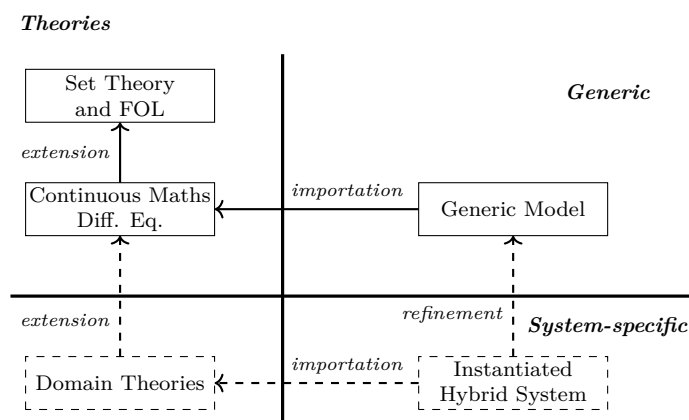 Theories
Set Theory
and FOL
Generic
extension
Continuous Maths
Diff. Eq.
importation
Generic Model
extension
refinement
System-specific
Domain Theories
importation
Instantiated
Hybrid System